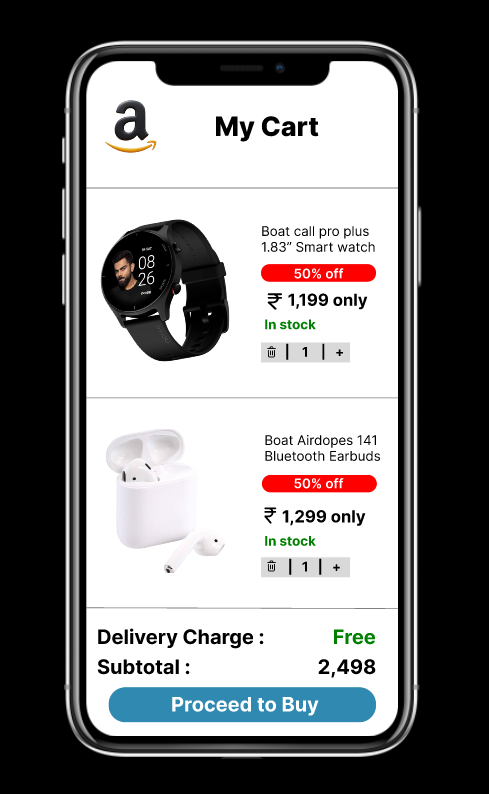 a
My Cart
Boat call pro plus
1.83” Smart watch
50% off
₹ 1,199 only
In stock
1 +
08
26
Boat Airdopes 141
Bluetooth Earbuds
50% off
₹ 1,299 only
In stock
1 +
Delivery Charge : Free
Subtotal : 2,498
Proceed to Buy